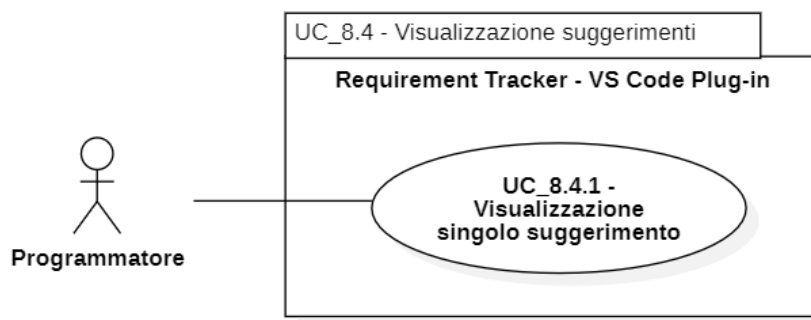 UC_8.4 - Visualizzazione suggerimenti
Requirement Tracker - VS Code Plug-in
UC_8.4.1 -
Visualizzazione
singolo suggerimento
Programmatore